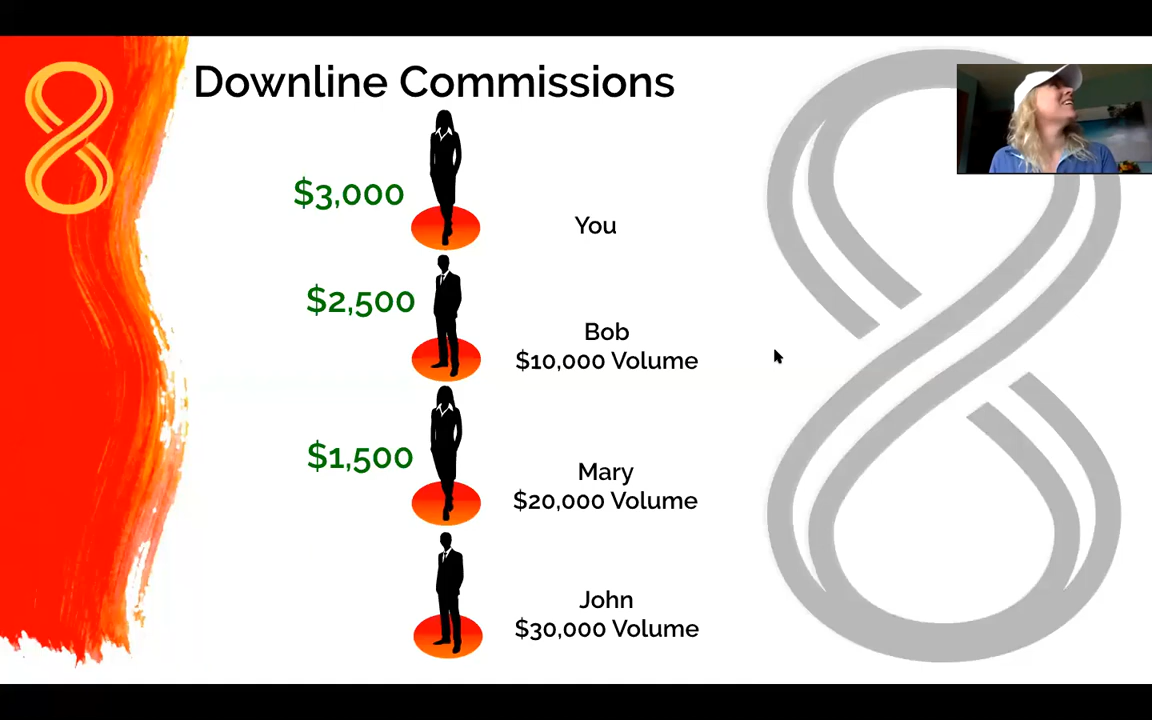 Downline Commissions
$3,000
You
$2,500
Bob
$10,000 Volume
$1,500
Mary
$20,000 Volume
John
$30,000 Volume